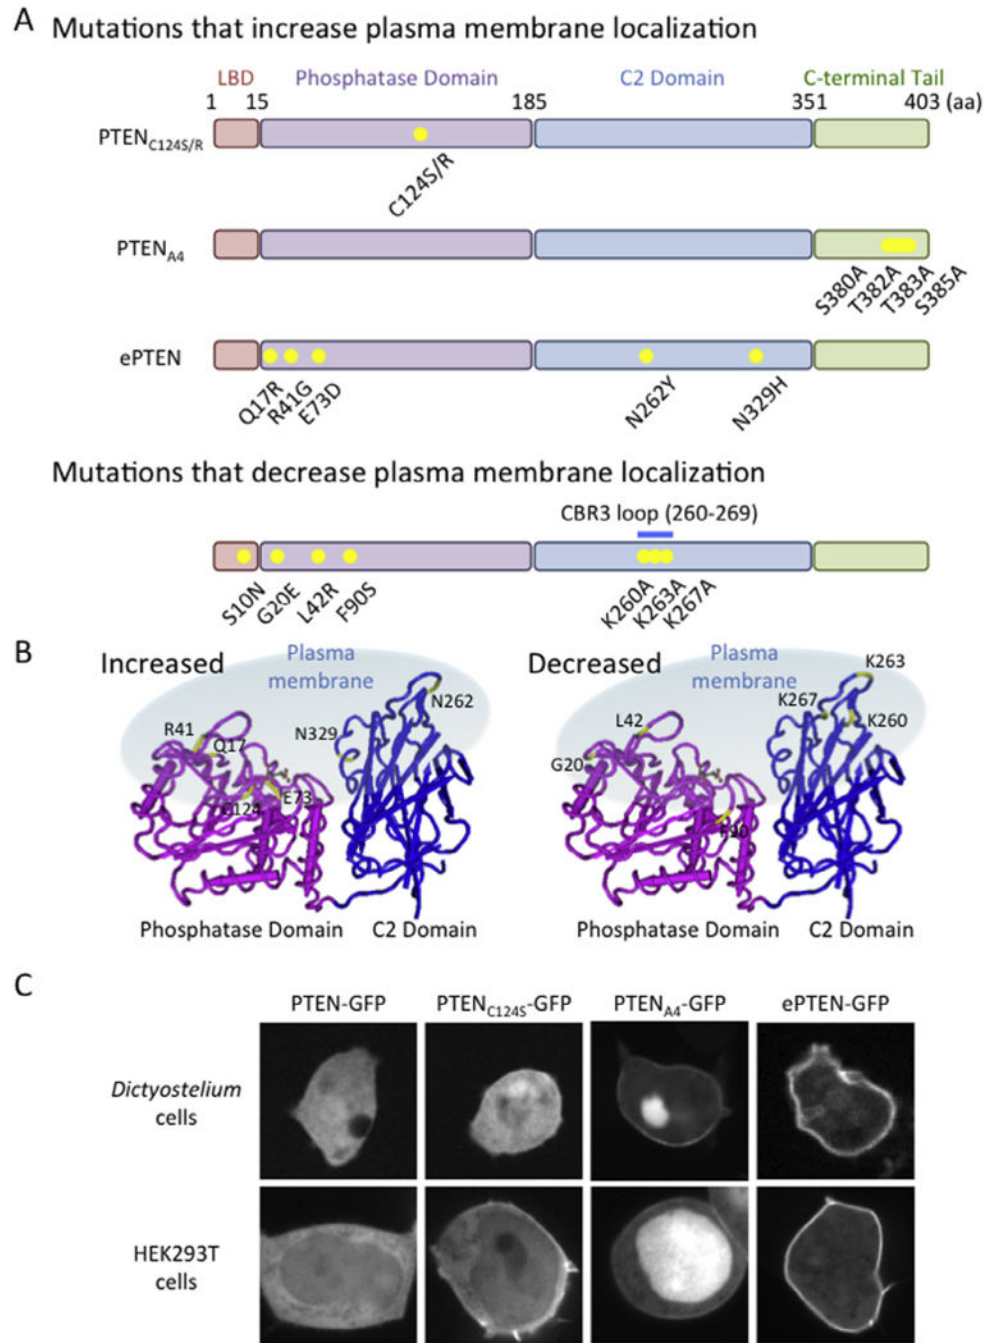 A Mutations that increase plasma membrane localization
LBD Phosphatase Domain C2 Domain C-terminal Tail
1 15 185 351 403 (aa)
PTENC124S/R
C124S/R
PTENA4
S380A T382A T383A S385A
ePTEN
Q17R R41G E73D N262Y N329H
Mutations that decrease plasma membrane localization
CBR3 loop (260-269)
S10N G20E L42R F90S K260A K263A K267A
B
Increased Plasma membrane
R41 Q17 N329 N262
C124 E73
Phosphatase Domain C2 Domain
Decreased Plasma membrane
K263
L42 K267 K260
G20
F90
Phosphatase Domain C2 Domain
C
PTEN-GFP PTENC124S-GFP PTENA4-GFP ePTEN-GFP
Dictyostelium
cells
HEK293T
cells